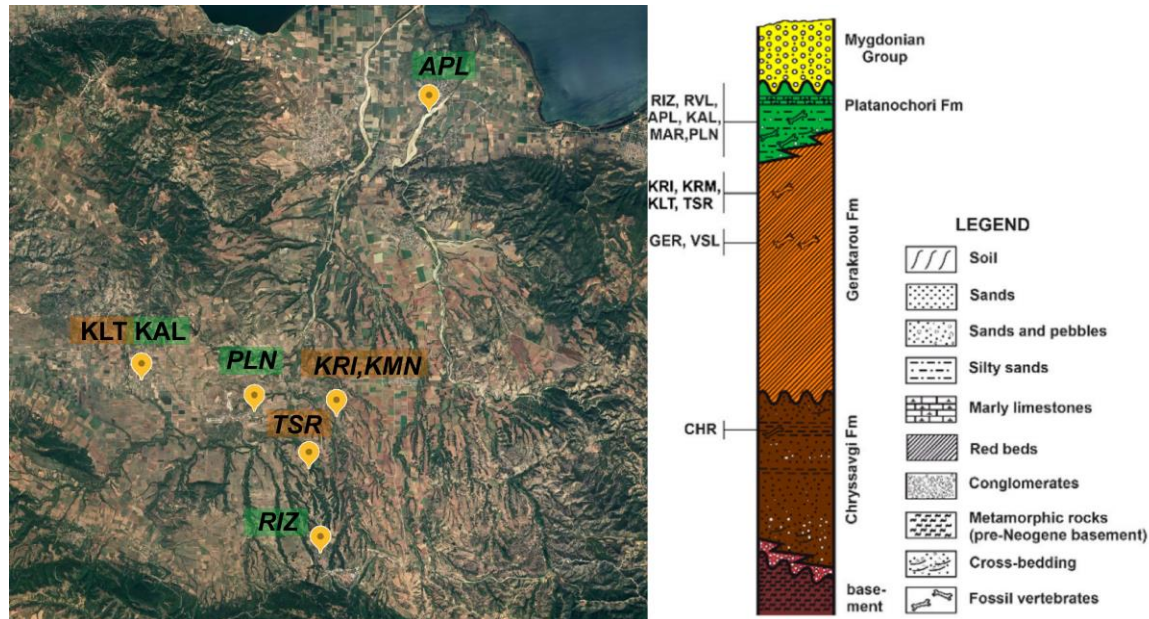 APL
KLT KAL
PLN
KRI,KMN
TSR
RIZ
Mygdonian
Group
RIZ, RVL,
APL, KAL,
MAR,PLN
Platanochori Fm
KRI, KRM,
KLT, TSR
GER, VSL
Gerakarou Fm
CHR
Chryssavgi Fm
base-
ment
LEGEND
Soil
Sands
Sands and pebbles
Silty sands
Marly limestones
Red beds
Conglomerates
Metamorphic rocks
(pre-Neogene basement)
Cross-bedding
Fossil vertebrates